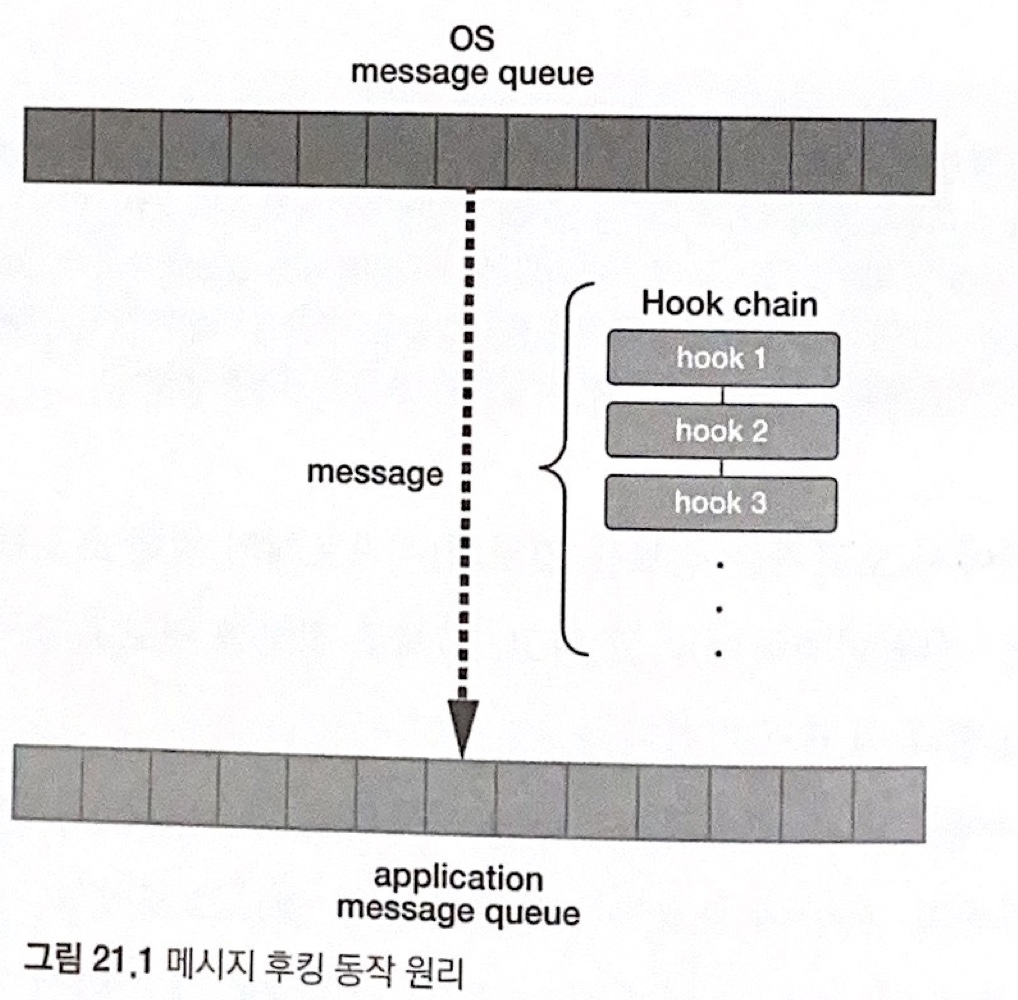 OS
message queue
Hook chain
hook 1
hook 2
hook 3
message
application
message queue
그림 21.1 메시지 후킹 동작 원리